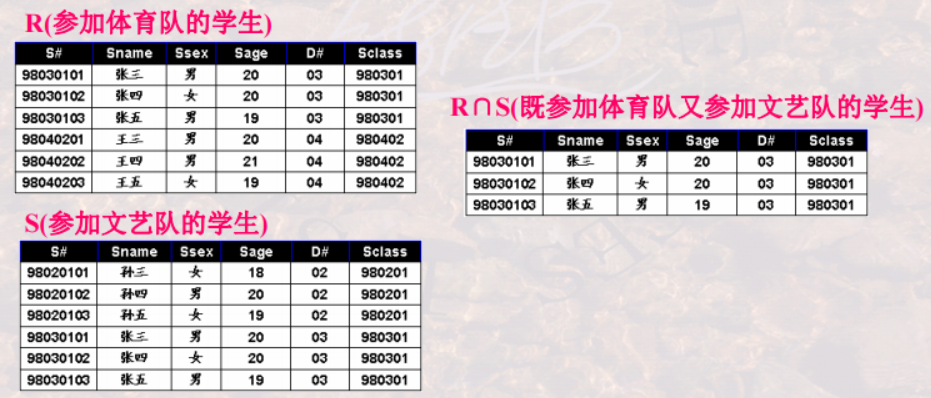 R(参加体育队的学生)
S# Sname Ssex Sage D# Sclass
98030101 张三 男 20 03 980301
98030102 张四 女 20 03 980301
98030103 张五 男 19 03 980301
98040201 王三 男 20 04 980402
98040202 王四 男 21 04 980402
98040203 王五 女 19 04 980402
S(参加文艺队的学生)
S# Sname Ssex Sage D# Sclass
98020101 孙三 女 18 02 980201
98020102 孙四 男 20 02 980201
98020103 孙五 女 19 02 980201
98030101 张三 男 20 03 980301
98030102 张四 女 20 03 980301
98030103 张五 男 19 03 980301
R∩S(既参加体育队又参加文艺队的学生)
S# Sname Ssex Sage D# Sclass
98030101 张三 男 20 03 980301
98030102 张四 女 20 03 980301
98030103 张五 男 19 03 980301